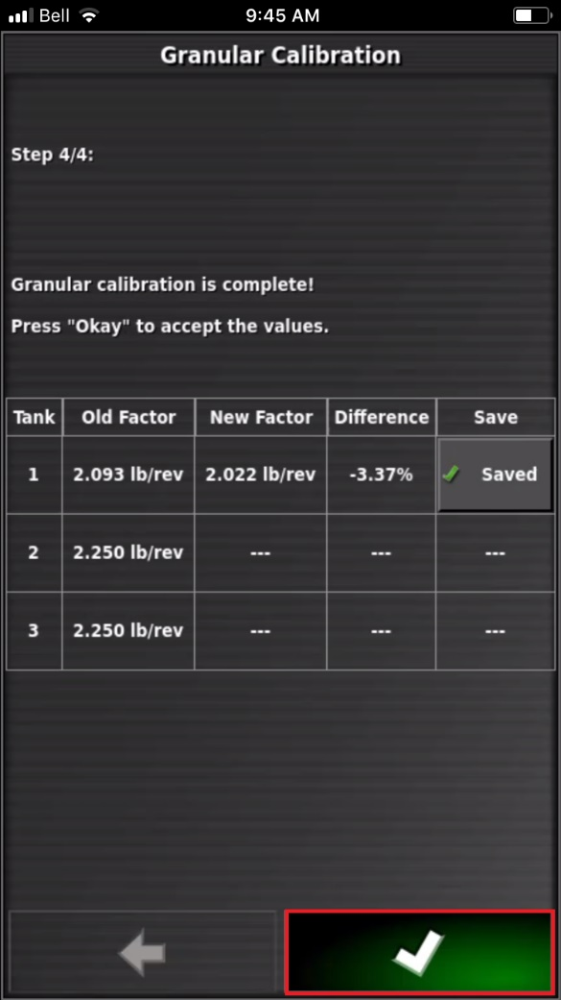 Bell 9:45 AM
Granular Calibration
Step 4/4:
Granular calibration is complete!
Press "Okay" to accept the values.
Tank Old Factor New Factor Difference Save
1 2.093 lb/rev 2.022 lb/rev -3.37% Saved
2 2.250 lb/rev --- --- ---
3 2.250 lb/rev --- --- ---